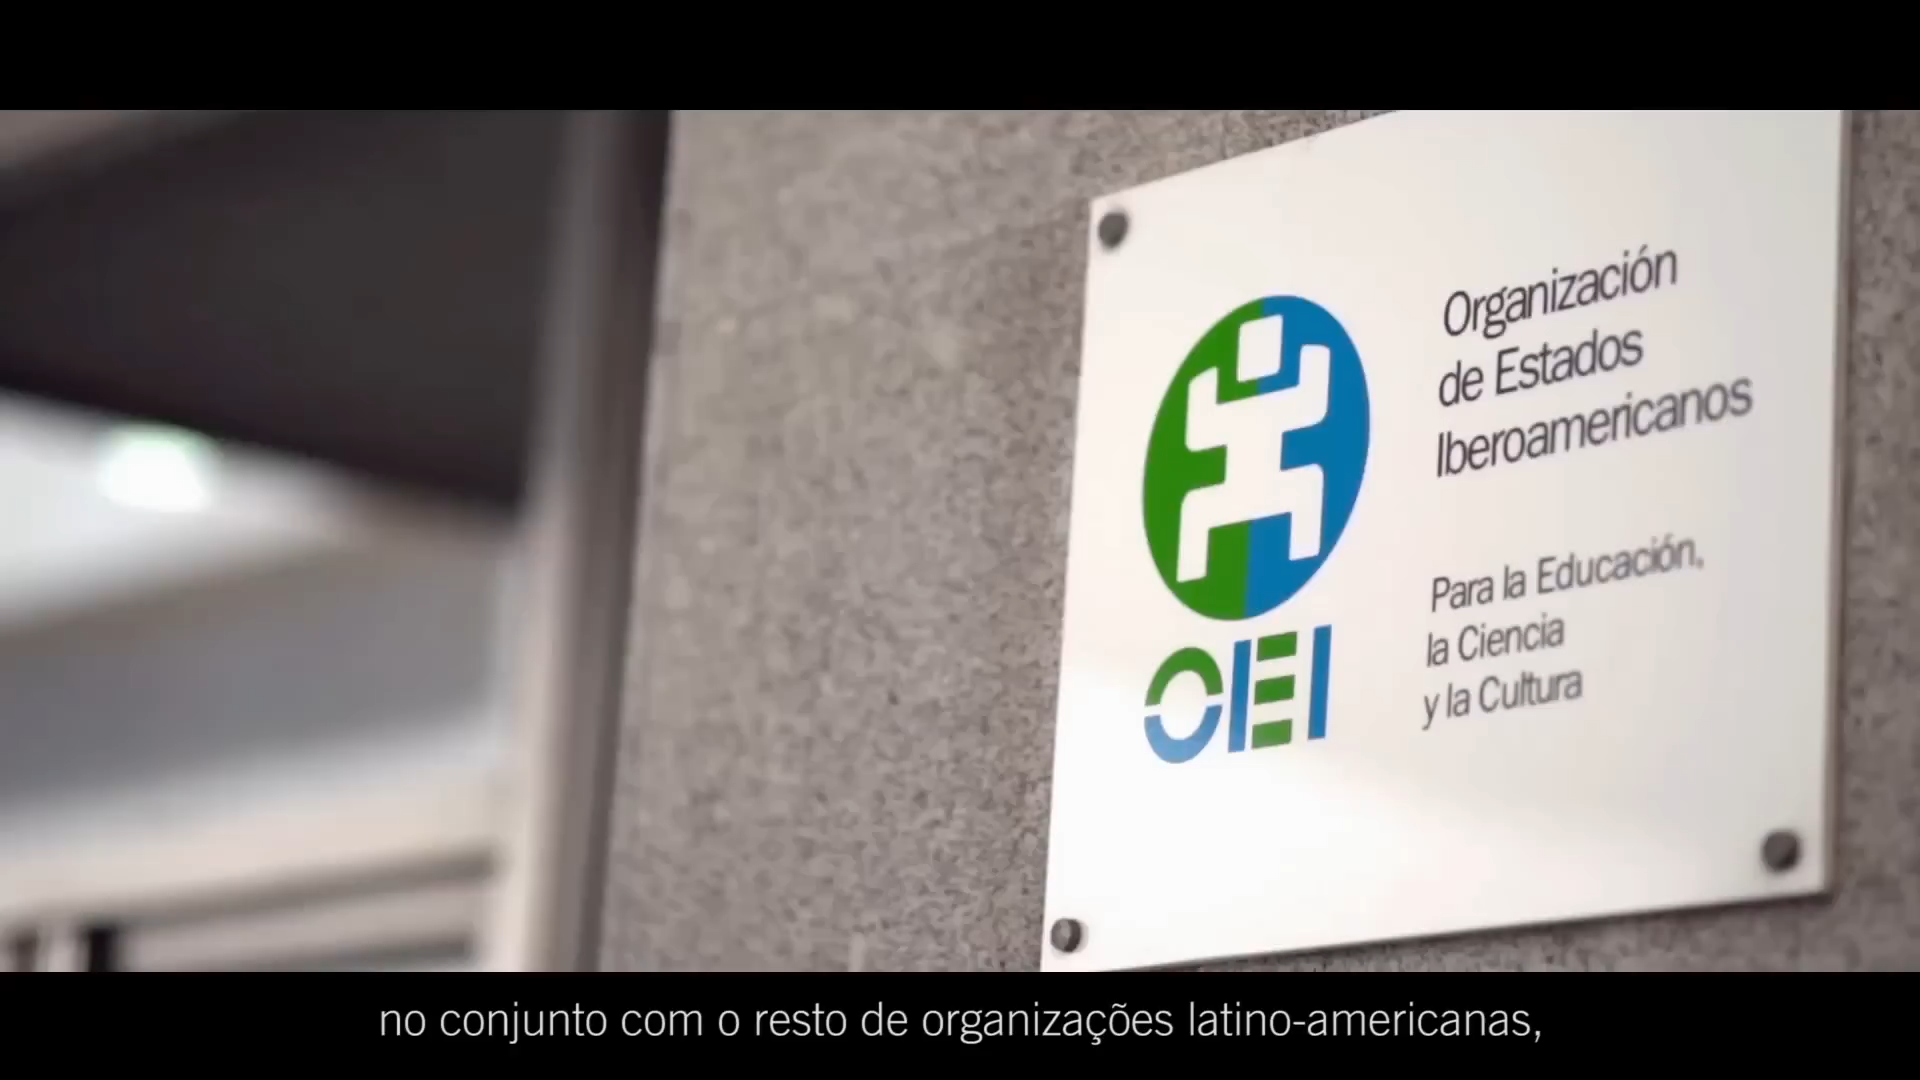 Organización
de Estados
Iberoamericanos
Para la Educación,
la Ciencia
y la Cultura
OEI
no conjunto com o resto de organizações latino-americanas,